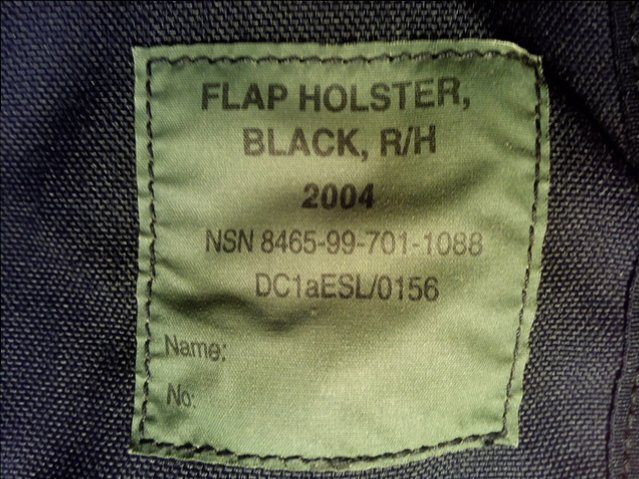 FLAP HOLSTER,
BLACK, R/H
2004
NSN 8465-99-701-1088
DC1aESL/0156
Name:
No: